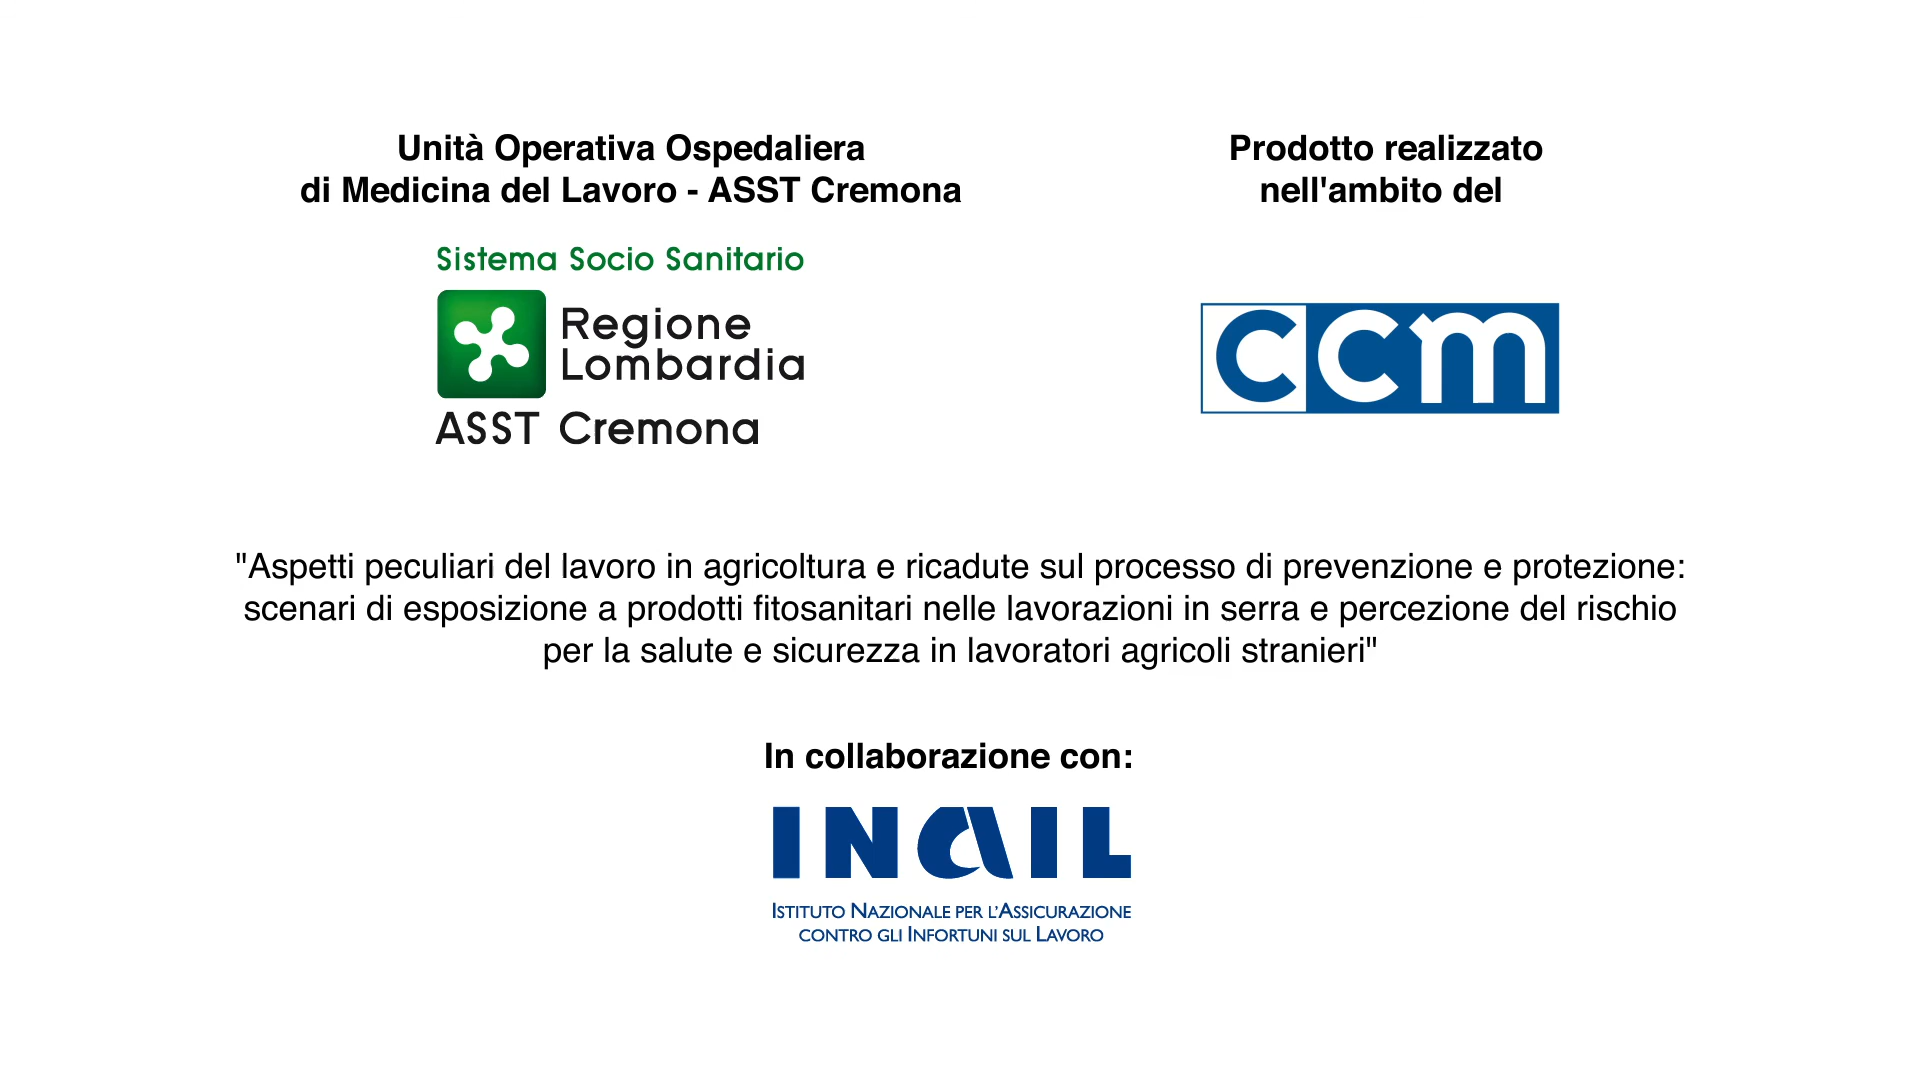 Unità Operativa Ospedaliera
di Medicina del Lavoro - ASST Cremona
Sistema Socio Sanitario
Regione
Lombardia
ASST Cremona
Prodotto realizzato
nell'ambito del
ccm
"Aspetti peculiari del lavoro in agricoltura e ricadute sul processo di prevenzione e protezione:
scenari di esposizione a prodotti fitosanitari nelle lavorazioni in serra e percezione del rischio
per la salute e sicurezza in lavoratori agricoli stranieri"
In collaborazione con:
INAIL
Istituto Nazionale per l'Assicurazione
contro gli Infortuni sul Lavoro